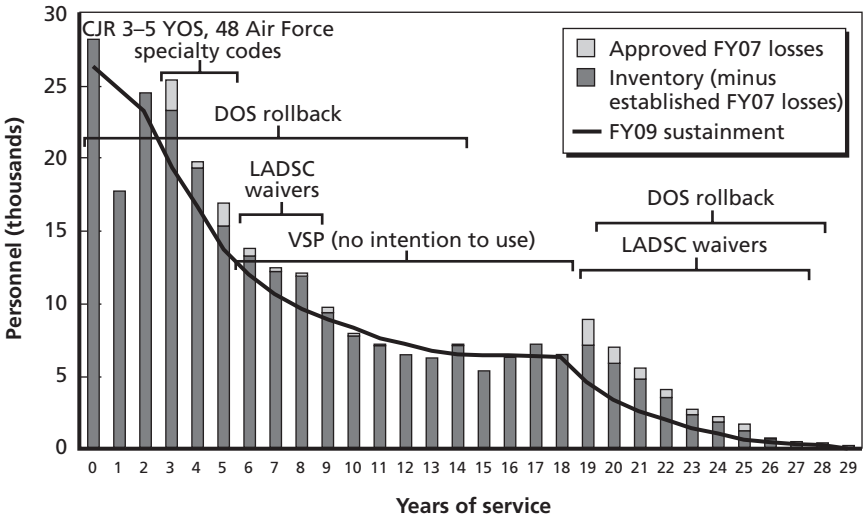 30
25
20
15
10
5
0
Personnel (thousands)
CJR 3–5 YOS, 48 Air Force
specialty codes
DOS rollback
LADSC
waivers
VSP (no intention to use)
DOS rollback
LADSC waivers
Approved FY07 losses
Inventory (minus
established FY07 losses)
FY09 sustainment
0 1 2 3 4 5 6 7 8 9 10 11 12 13 14 15 16 17 18 19 20 21 22 23 24 25 26 27 28 29
Years of service